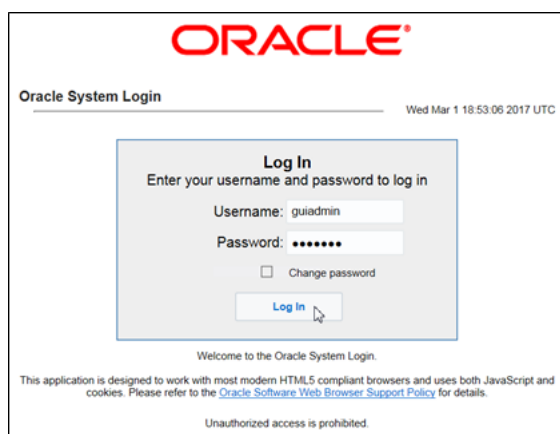 ORACLE®
Oracle System Login
Wed Mar 1 18:53:06 2017 UTC
Log In
Enter your username and password to log in
Username: guiadmin
Password: •••••••
Change password
Log In
Welcome to the Oracle System Login.
This application is designed to work with most modern HTML5 compliant browsers and uses both JavaScript and
cookies. Please refer to the Oracle Software Web Browser Support Policy for details.
Unauthorized access is prohibited.